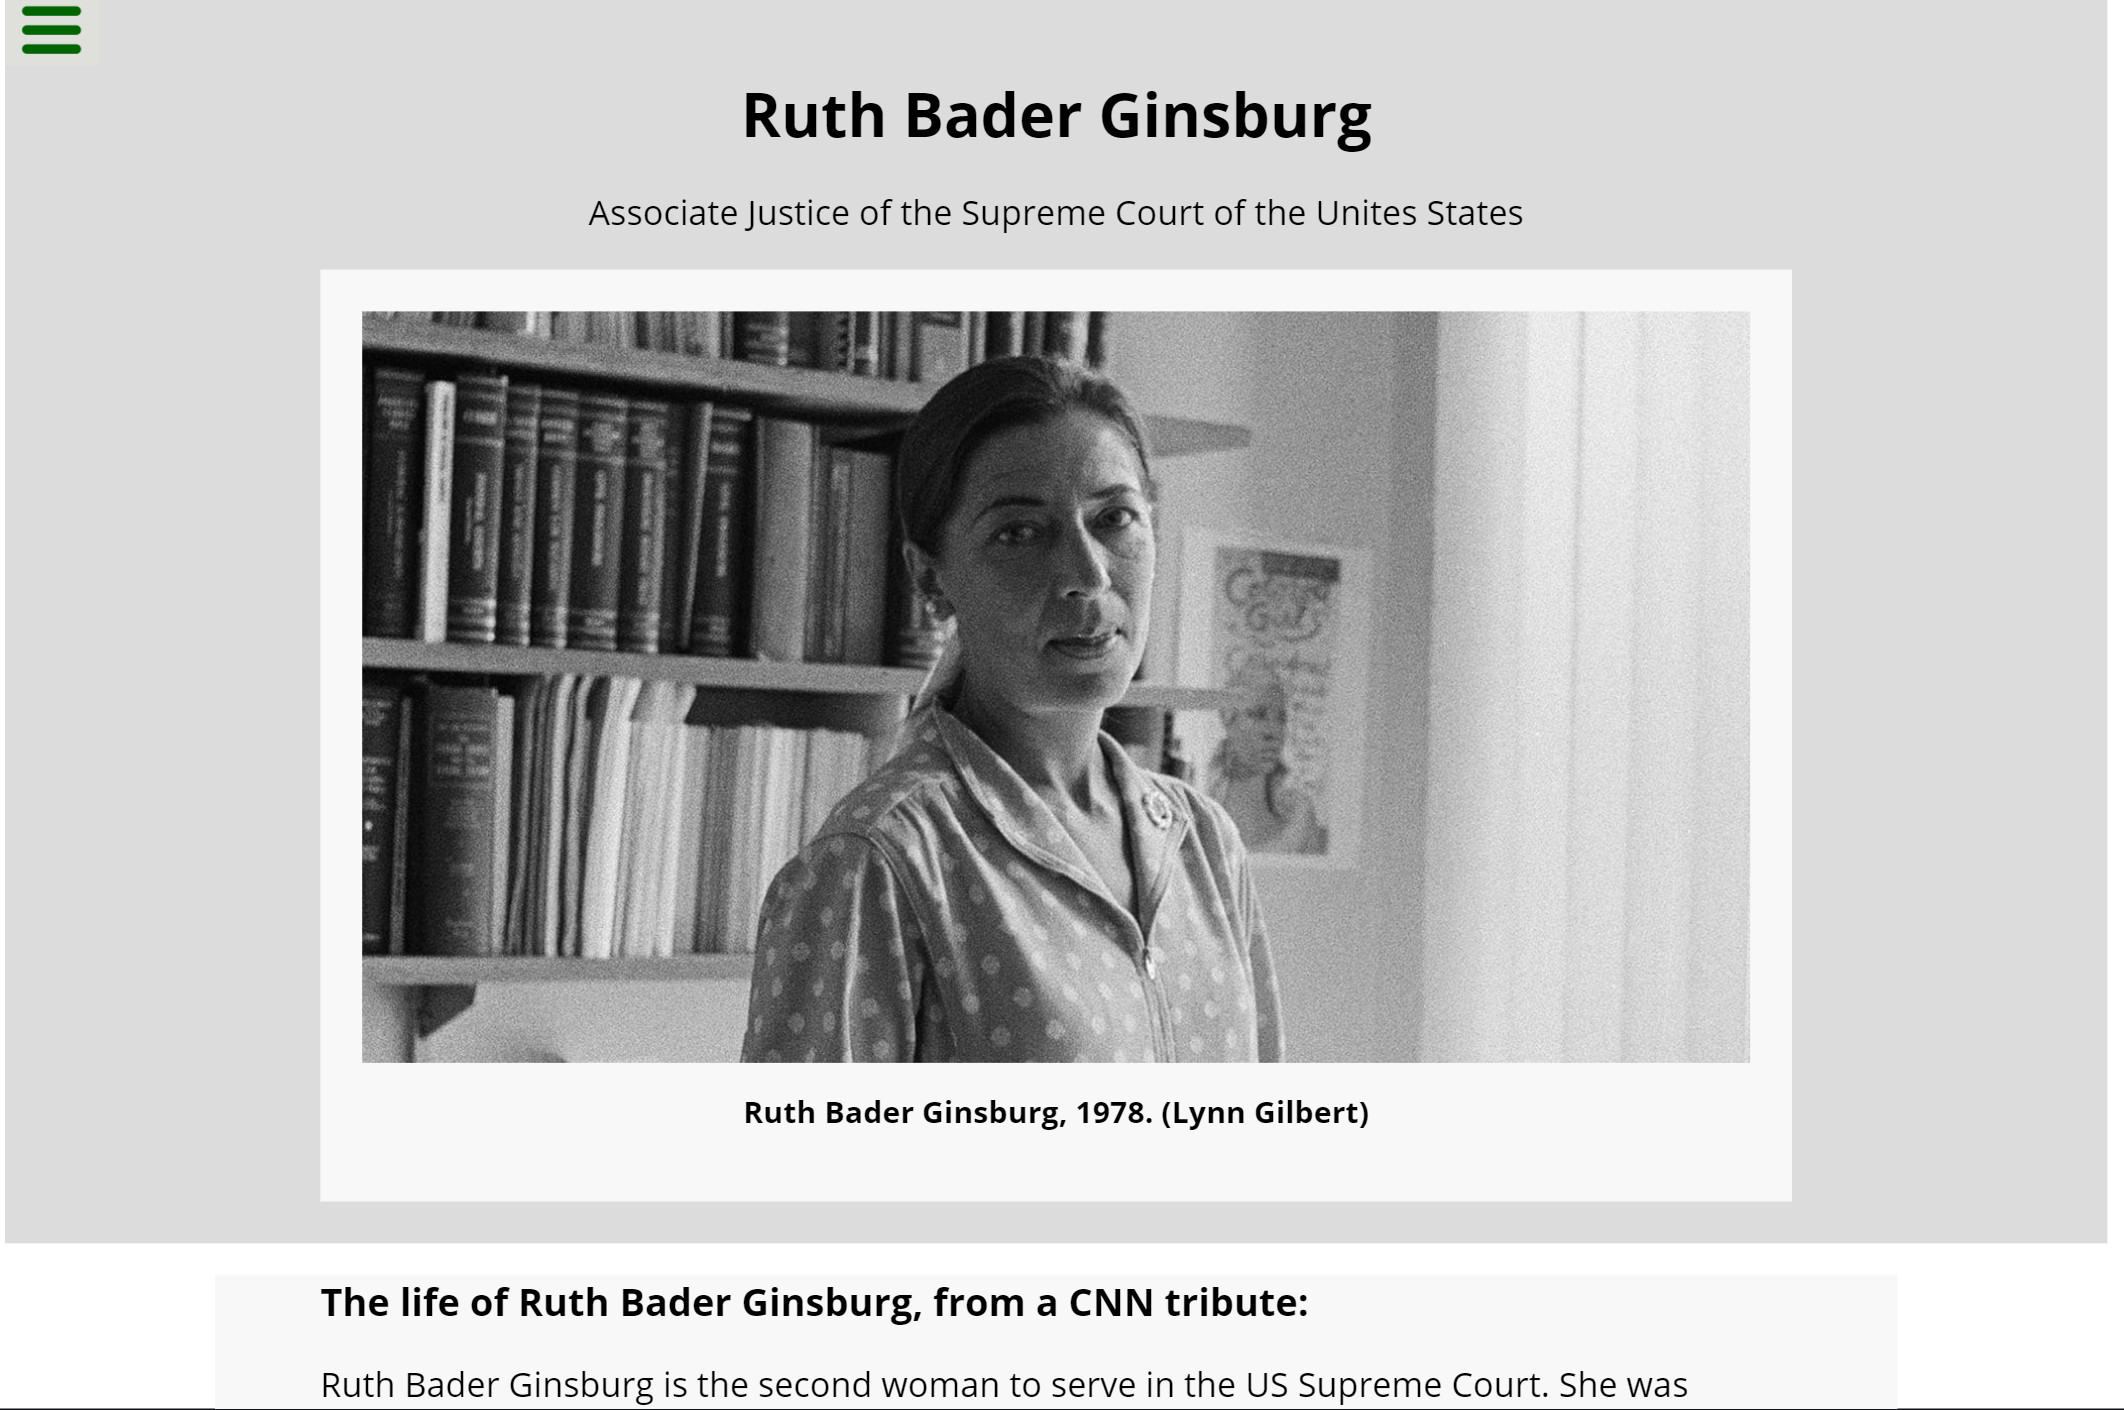 Ruth Bader Ginsburg
Associate Justice of the Supreme Court of the Unites States
Ruth Bader Ginsburg, 1978. (Lynn Gilbert)
The life of Ruth Bader Ginsburg, from a CNN tribute:
Ruth Bader Ginsburg is the second woman to serve in the US Supreme Court. She was